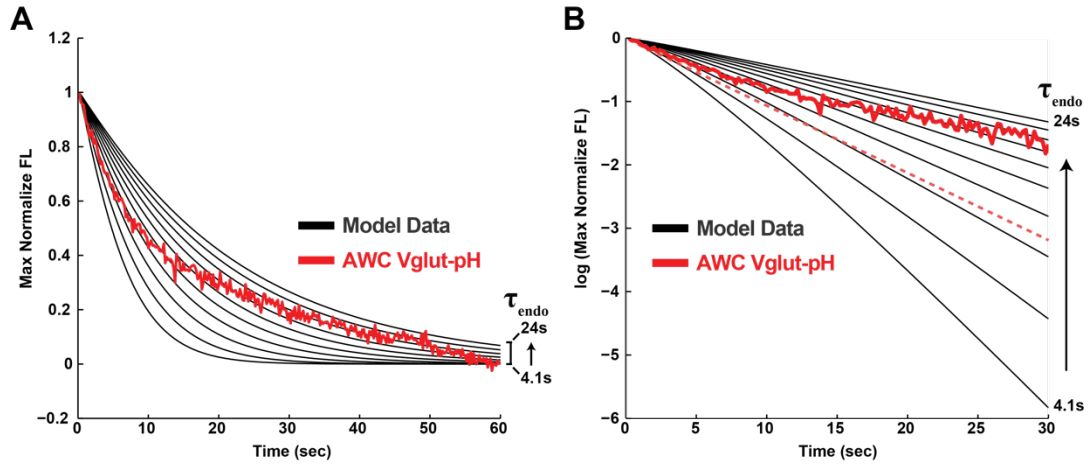 A
1.2
1
0.8
0.6
0.4
0.2
0
−0.2
Max Normalize FL
0 10 20 30 40 50 60
Time (sec)
Model Data
AWC Vglut-pH
τendo
24s
4.1s
B
0
−1
−2
−3
−4
−5
−6
log (Max Normalize FL)
0 5 10 15 20 25 30
Time (sec)
Model Data
AWC Vglut-pH
τendo
24s
4.1s